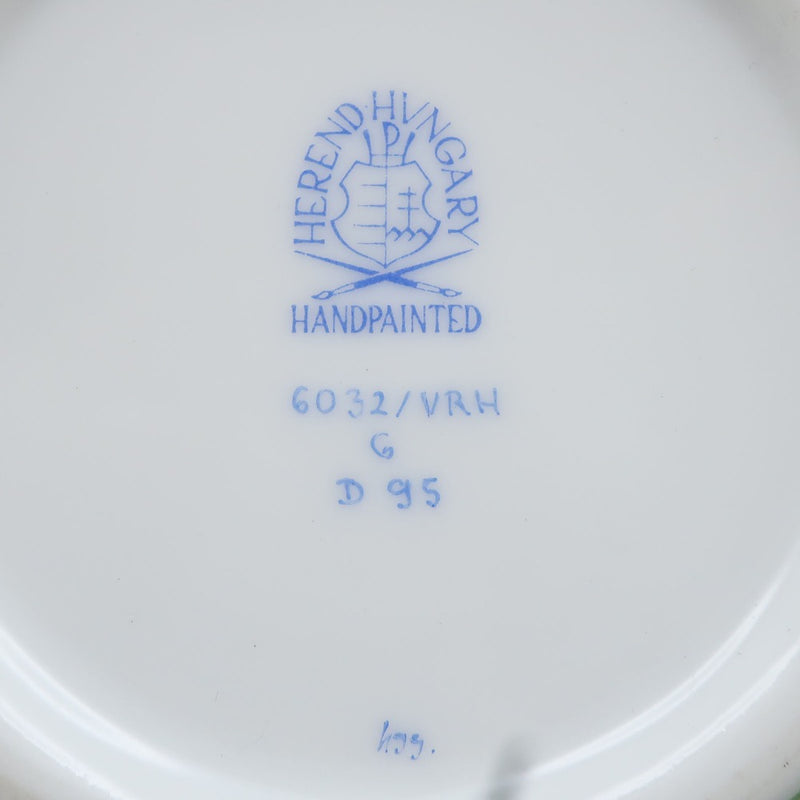 HEREND HUNGARY
P
HANDPAINTED
6032/VRH
G
D 95